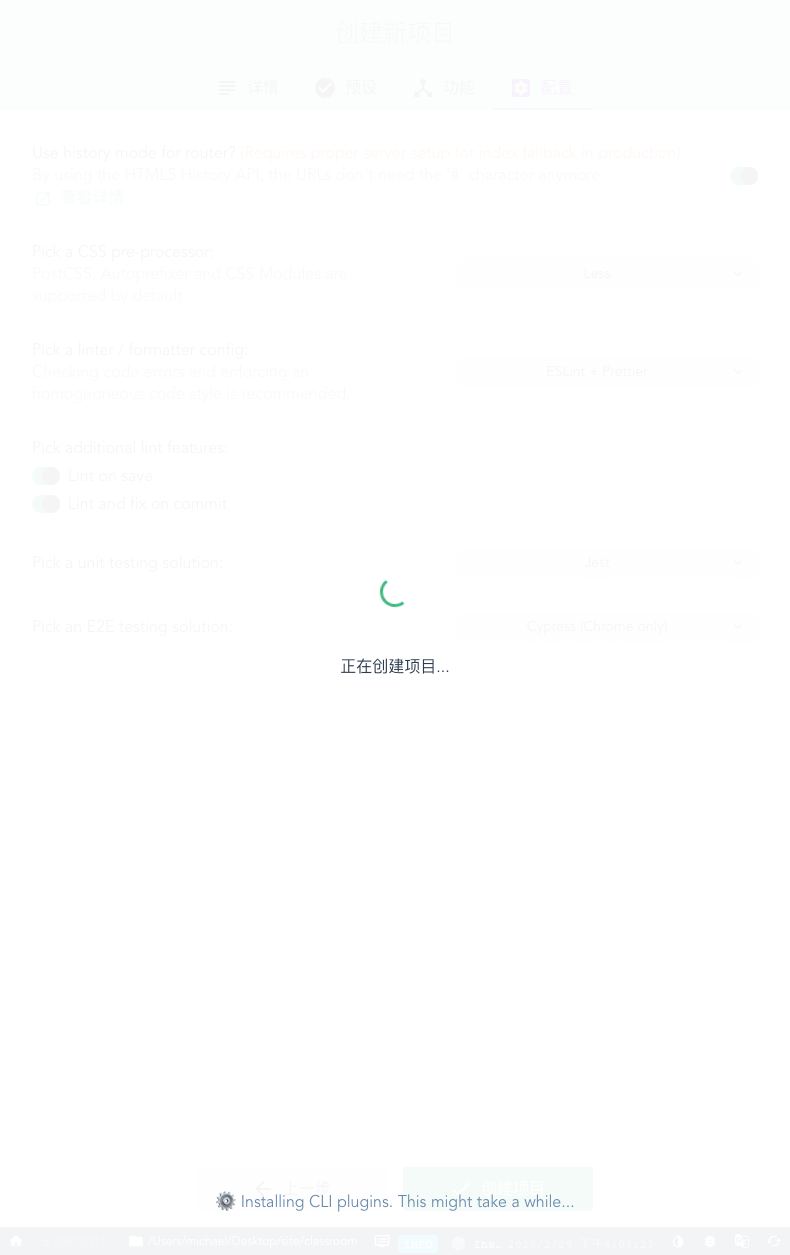 创建新项目
详情
预设
功能
配置
Use history mode for router? (Requires proper server setup for index fallback in production)
By using the HTML5 History API, the URLs don't need the '#' character anymore.
查看详情
Pick a CSS pre-processor:
PostCSS, Autoprefixer and CSS Modules are
supported by default.
Less
Pick a linter / formatter config:
Checking code errors and enforcing an
homogeneous code style is recommended.
ESLint + Prettier
Pick additional lint features:
Lint on save
Lint and fix on commit
Pick a unit testing solution:
Jest
Pick an E2E testing solution:
Cypress (Chrome only)
正在创建项目...
上一步
创建项目
Installing CLI plugins. This might take a while...
/Users/michael/Desktop/site/classroom